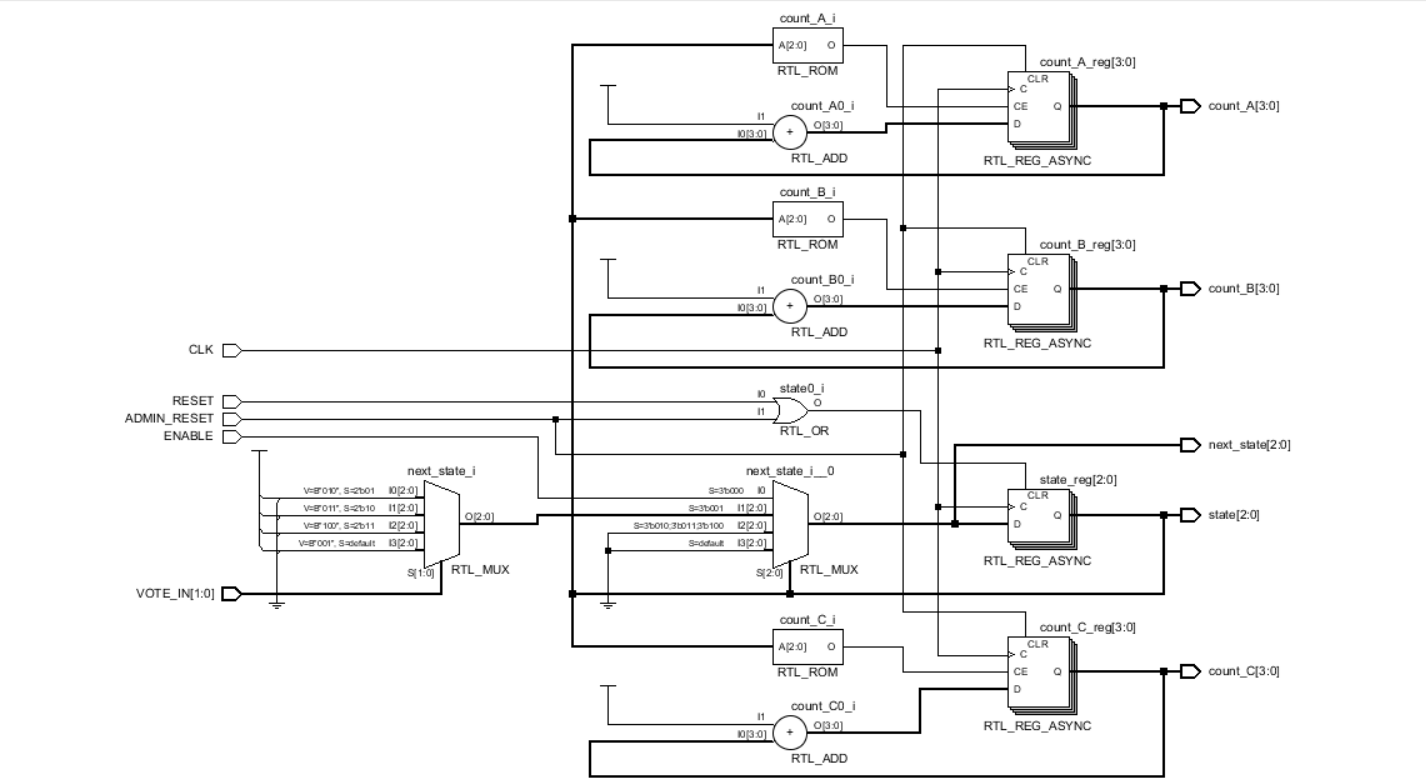 count_A_i
A[2:0] O
RTL_ROM
count_A_reg[3:0]
CLR
C
CE Q
D
RTL_REG_ASYNC
count_A[3:0]
count_A0_i
I1
I0[3:0]
+
O[3:0]
RTL_ADD
count_B_i
A[2:0] O
RTL_ROM
count_B_reg[3:0]
CLR
C
CE Q
D
RTL_REG_ASYNC
count_B[3:0]
count_B0_i
I1
I0[3:0]
+
O[3:0]
RTL_ADD
CLK
RESET
ADMIN_RESET
ENABLE
state0_i
I0
I1
O
RTL_OR
next_state[2:0]
next_state_i
V=B"010", S=2'b01 I0[2:0]
V=B"011", S=2'b10 I1[2:0]
V=B"100", S=2'b11 I2[2:0]
V=B"001", S=default I3[2:0]
O[2:0]
S[1:0]
RTL_MUX
next_state_i__0
S=3'b000 I0
S=3'b001 I1[2:0]
S=3'b010;3'b011;3'b100 I2[2:0]
S=default I3[2:0]
O[2:0]
S[2:0]
RTL_MUX
state_reg[2:0]
CLR
C
D Q
RTL_REG_ASYNC
state[2:0]
VOTE_IN[1:0]
count_C_i
A[2:0] O
RTL_ROM
count_C_reg[3:0]
CLR
C
CE Q
D
RTL_REG_ASYNC
count_C[3:0]
count_C0_i
I1
I0[3:0]
+
O[3:0]
RTL_ADD